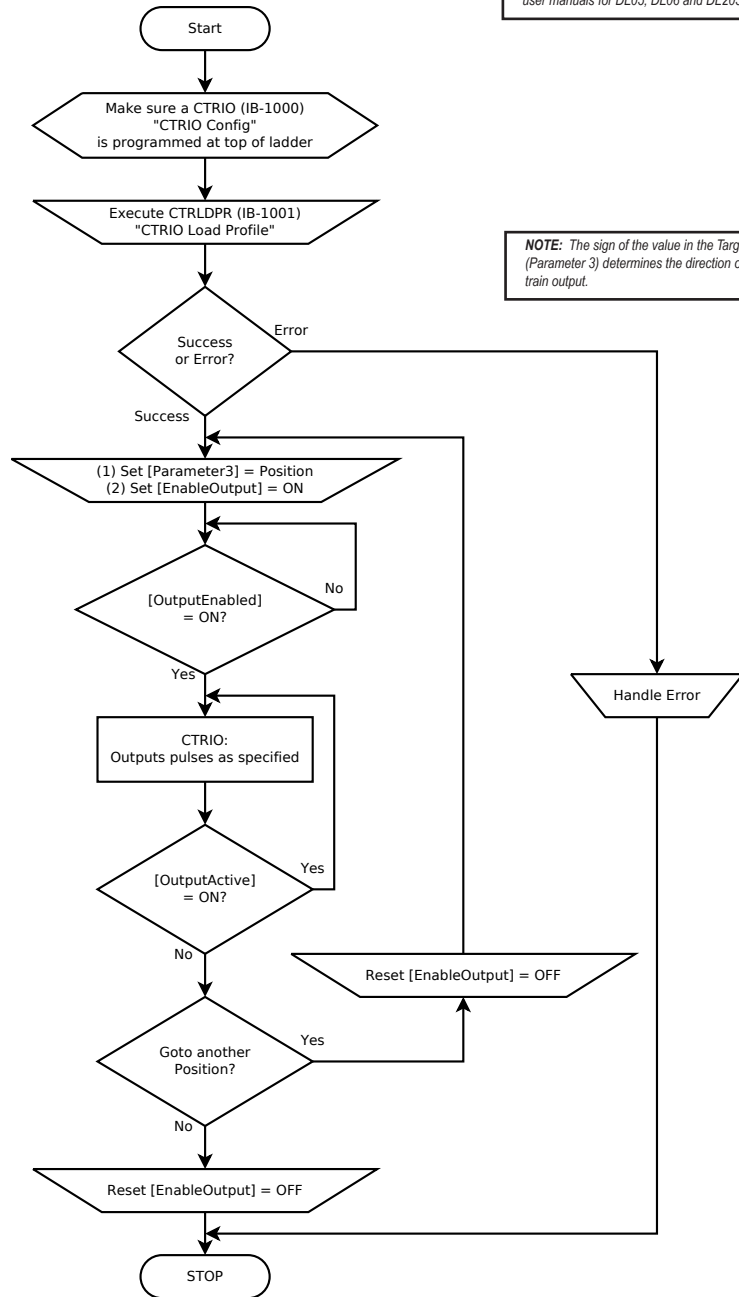 user manuals for DL05, DL06 and DL205
Start
Make sure a CTRIO (IB-1000)
"CTRIO Config"
is programmed at top of ladder
Execute CTRLDPR (IB-1001)
"CTRIO Load Profile"
NOTE: The sign of the value in the Targ
(Parameter 3) determines the direction o
train output.
Success
or Error?
Error
Success
(1) Set [Parameter3] = Position
(2) Set [EnableOutput] = ON
[OutputEnabled]
= ON?
No
Yes
Handle Error
CTRIO:
Outputs pulses as specified
[OutputActive]
= ON?
Yes
No
Reset [EnableOutput] = OFF
Goto another
Position?
Yes
No
Reset [EnableOutput] = OFF
STOP